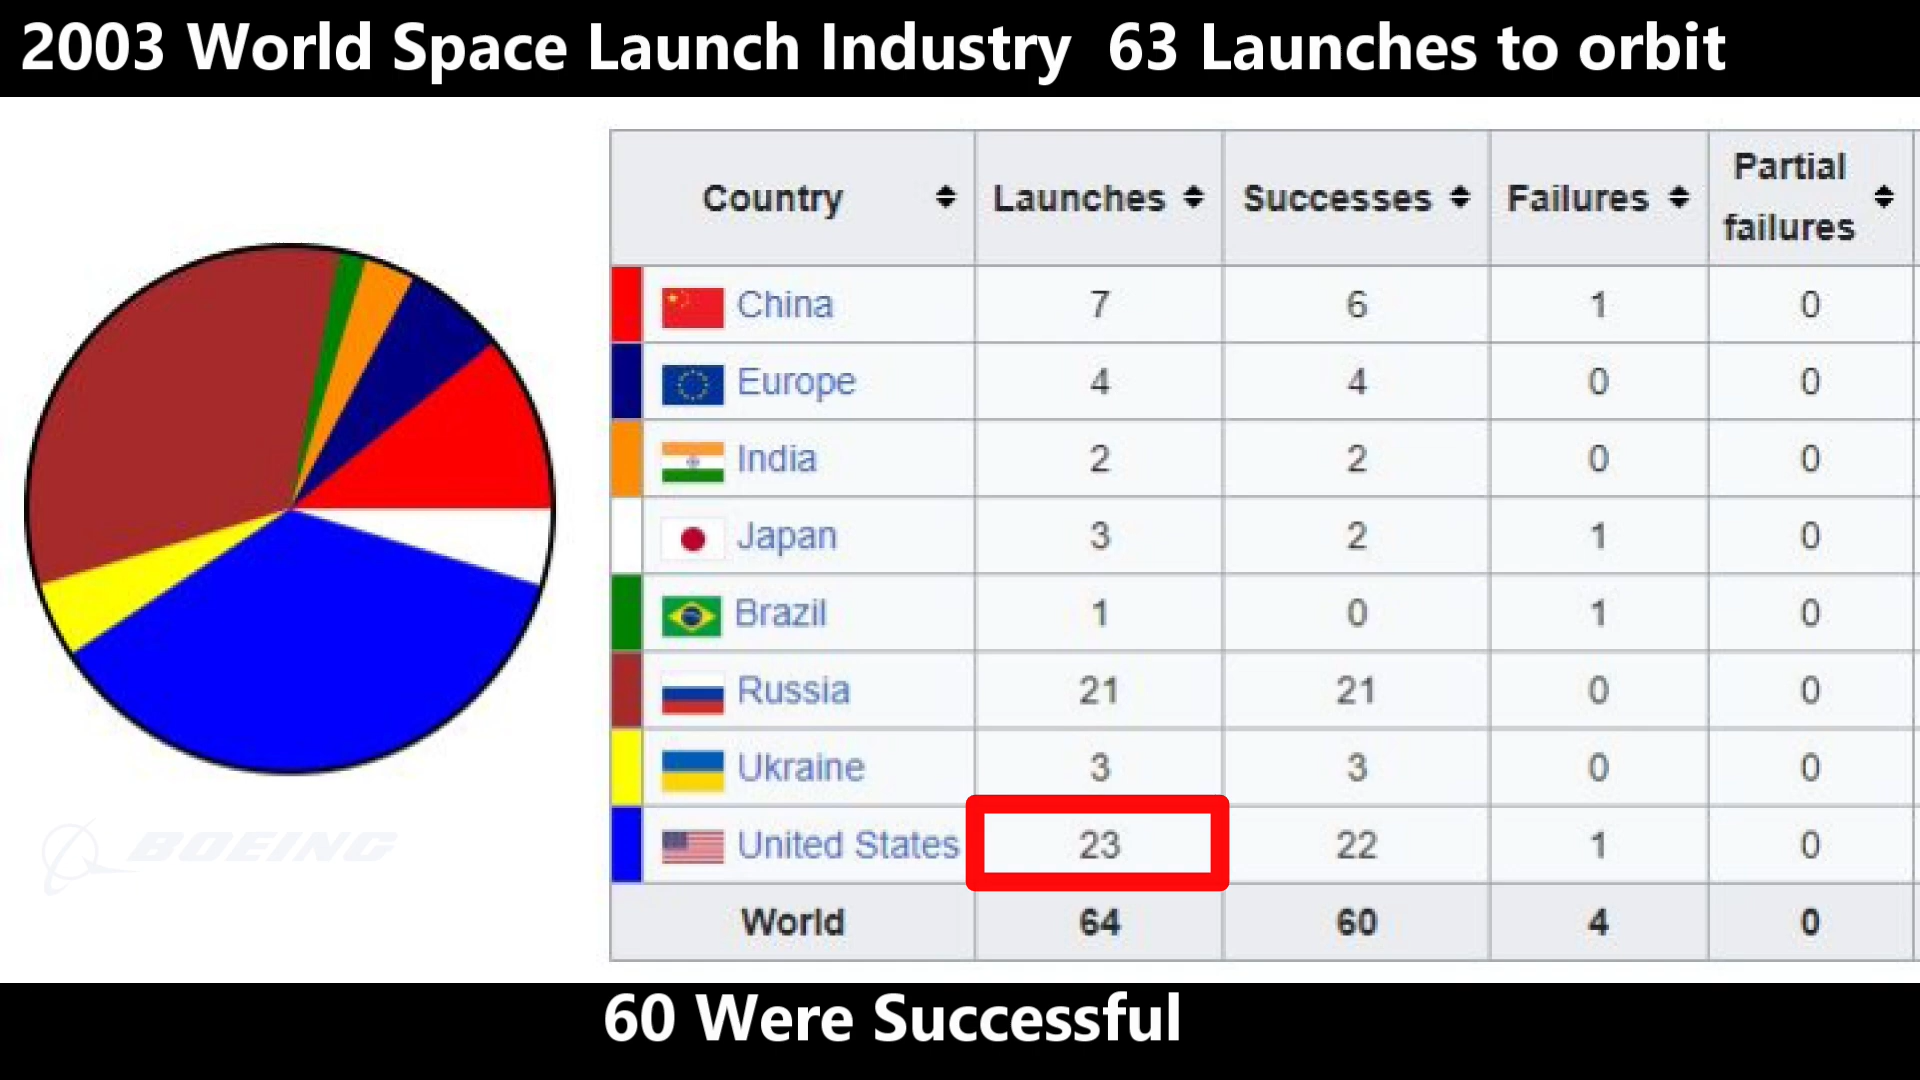 2003 World Space Launch Industry 63 Launches to orbit
Country Launches Successes Failures Partial failures
China 7 6 1 0
Europe 4 4 0 0
India 2 2 0 0
Japan 3 2 1 0
Brazil 1 0 1 0
Russia 21 21 0 0
Ukraine 3 3 0 0
United States 23 22 1 0
World 64 60 4 0
BOEING
60 Were Successful